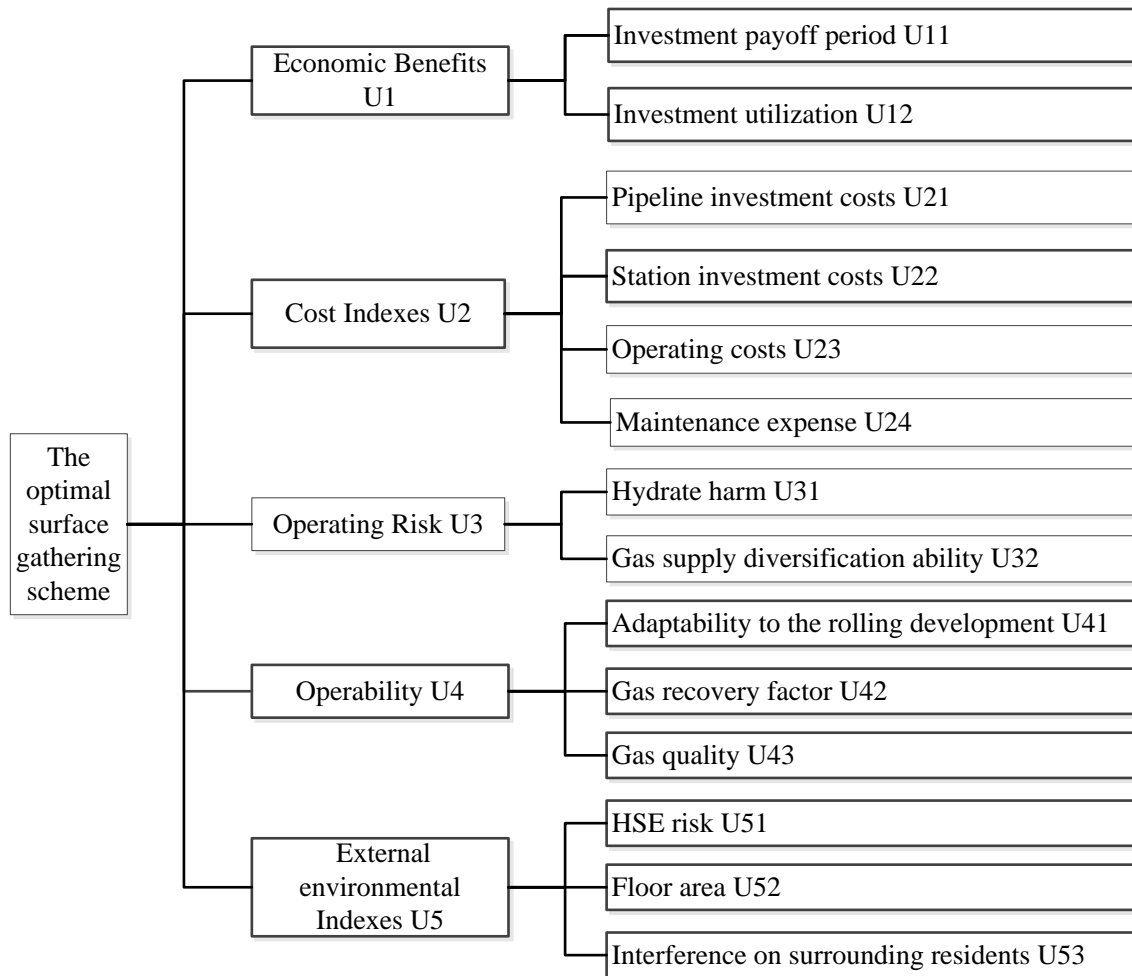 The
optimal
surface
gathering
scheme
Economic Benefits
U1
Investment payoff period U11
Investment utilization U12
Cost Indexes U2
Pipeline investment costs U21
Station investment costs U22
Operating costs U23
Maintenance expense U24
Operating Risk U3
Hydrate harm U31
Gas supply diversification ability U32
Operability U4
Adaptability to the rolling development U41
Gas recovery factor U42
Gas quality U43
External
environmental
Indexes U5
HSE risk U51
Floor area U52
Interference on surrounding residents U53